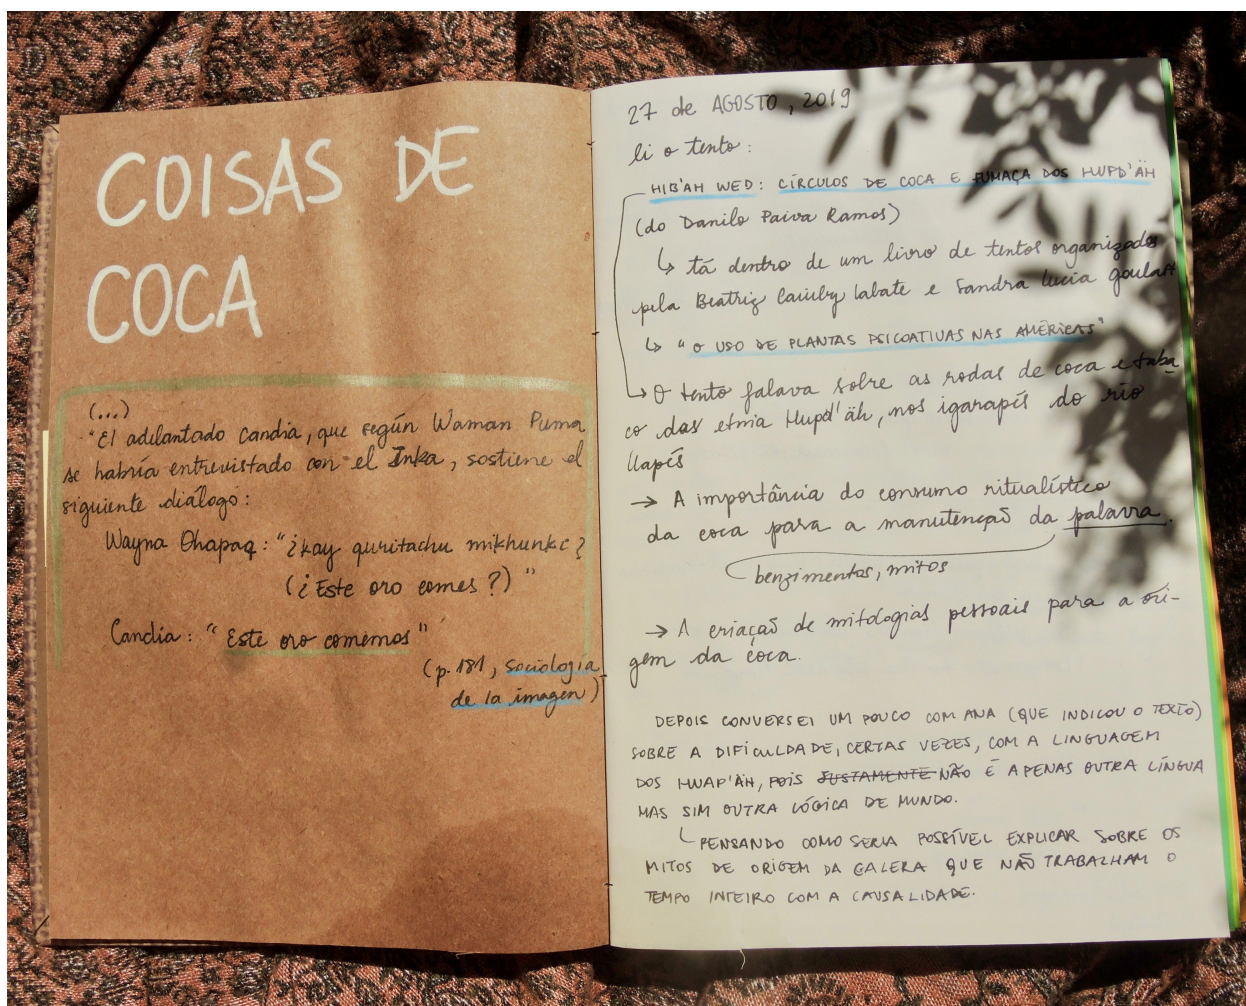 COISAS DE
COCA
(...)
"El adelantado Candia, que según Waman Puma
se habría entrevistado con el Inka, sostiene el
siguiente diálogo:
Wayna Qhapaq: "¿kay quritachu mikhunki?
(¿Este oro comes?)"
Candia: "Este oro comemos"
(p. 181, sociología
de la imagen)
27 de AGOSTO, 2019
li o texto:
HIB'AH WED: CÍRCULOS DE COCA E FUMAÇA DOS HUPD'ÄH
(do Danilo Paiva Ramos)
↳ tá dentro de um livro de textos organizados
pela Beatriz Caiuby Labate e Sandra Lucia Goulart
↳ "O USO DE PLANTAS PSICOATIVAS NAS AMÉRICAS"
→ O texto falava sobre as rodas de coca e taba
co das etnia Hupd'äh, nos igarapés do rio
Uapés
→ A importância do consumo ritualístico
da coca para a manutenção da palavra.
benzimentos, mitos
→ A criação de mitologias pessoais para a ori-
gem da coca.
DEPOIS CONVERSEI UM POUCO COM ANA (QUE INDICOU O TEXTO)
SOBRE A DIFICULDADE, CERTAS VEZES, COM A LINGUAGEM
DOS HWAP'ÄH, POIS JUSTAMENTE NÃO É APENAS OUTRA LÍNGUA
MAS SIM OUTRA LÓGICA DE MUNDO.
↳ PENSANDO COMO SERIA POSSÍVEL EXPLICAR SOBRE OS
MITOS DE ORIGEM DA GALERA QUE NÃO TRABALHAM O
TEMPO INTEIRO COM A CAUSALIDADE.